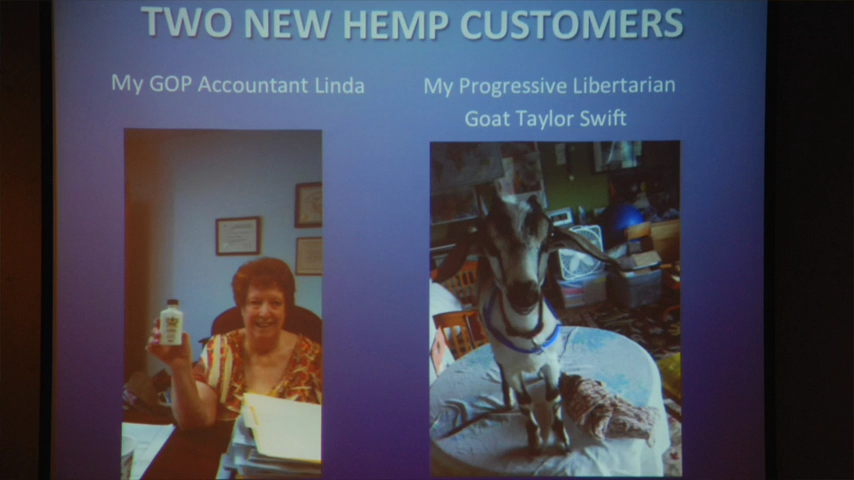 TWO NEW HEMP CUSTOMERS
My GOP Accountant Linda
My Progressive Libertarian
Goat Taylor Swift